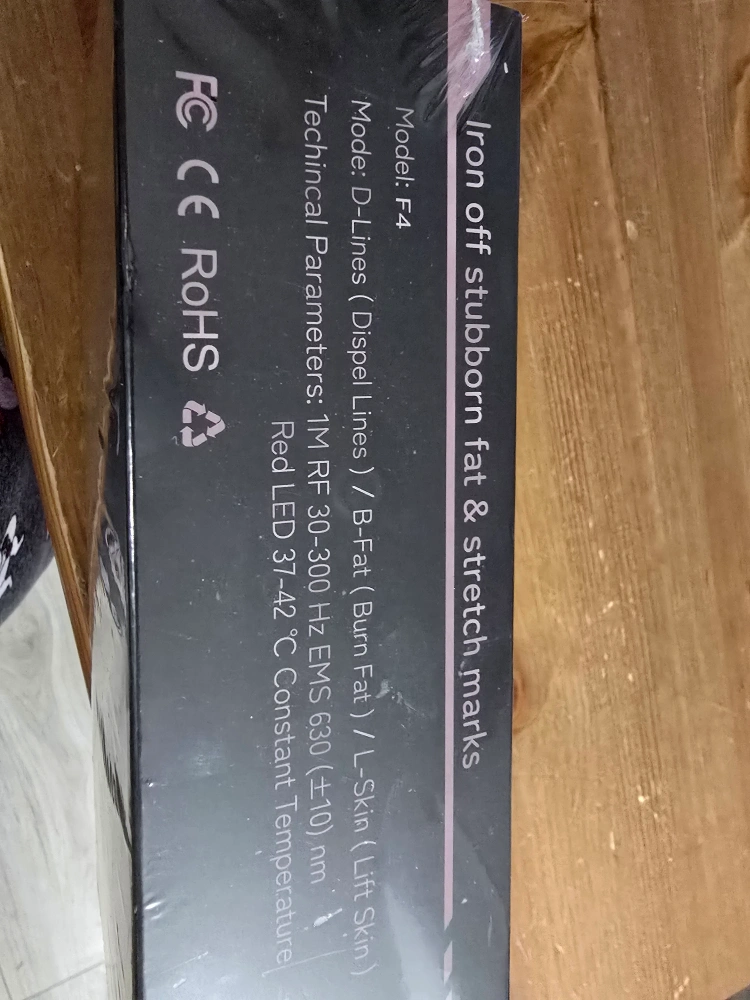 Iron off stubborn fat & stretch marks
Model: F4
Mode: D-Lines ( Dispel Lines ) / B-Fat ( Burn Fat ) / L-Skin ( Lift Skin )
Techincal Parameters: 1M RF 30-300 Hz EMS 630 (±10) nm
Red LED 37-42 °C Constant Temperature
FC CE RoHS